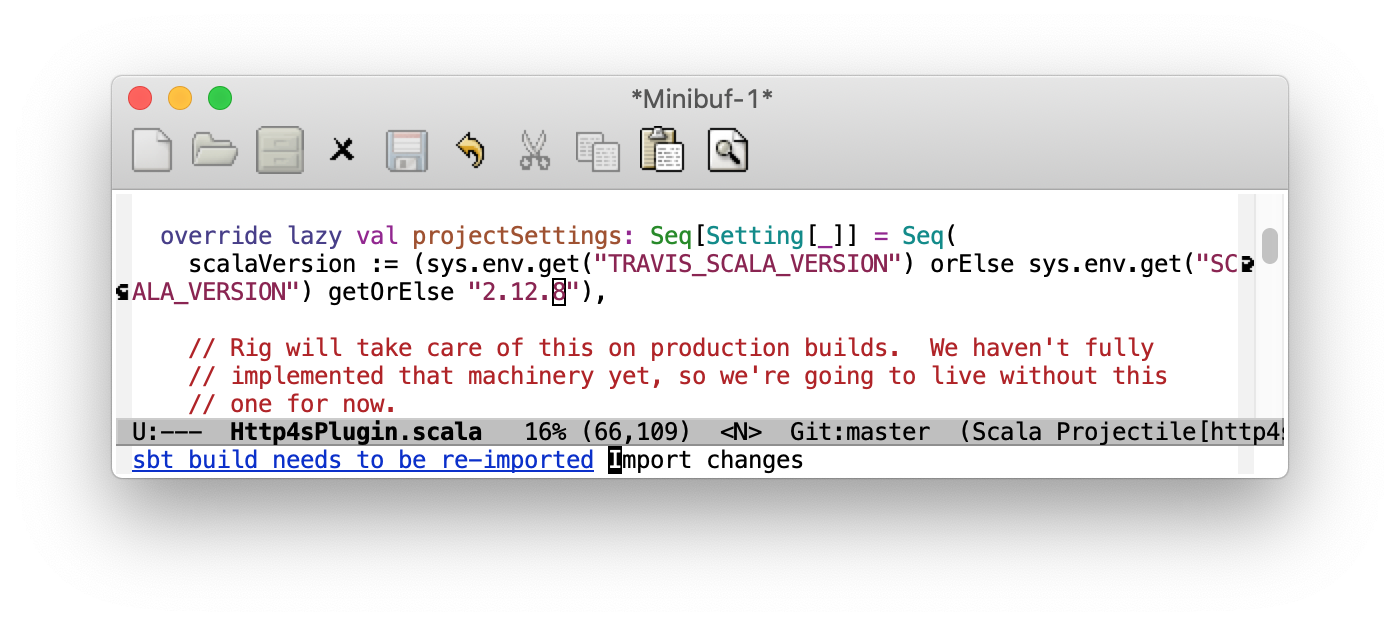 *Minibuf-1*
override lazy val projectSettings: Seq[Setting[_]] = Seq(
scalaVersion := (sys.env.get("TRAVIS_SCALA_VERSION") orElse sys.env.get("SC
ALA_VERSION") getOrElse "2.12.8"),
// Rig will take care of this on production builds.  We haven't fully
// implemented that machinery yet, so we're going to live without this
// one for now.
U:---  Http4sPlugin.scala   16% (66,109)  <N>  Git:master  (Scala Projectile[http4s
sbt build needs to be re-imported Import changes